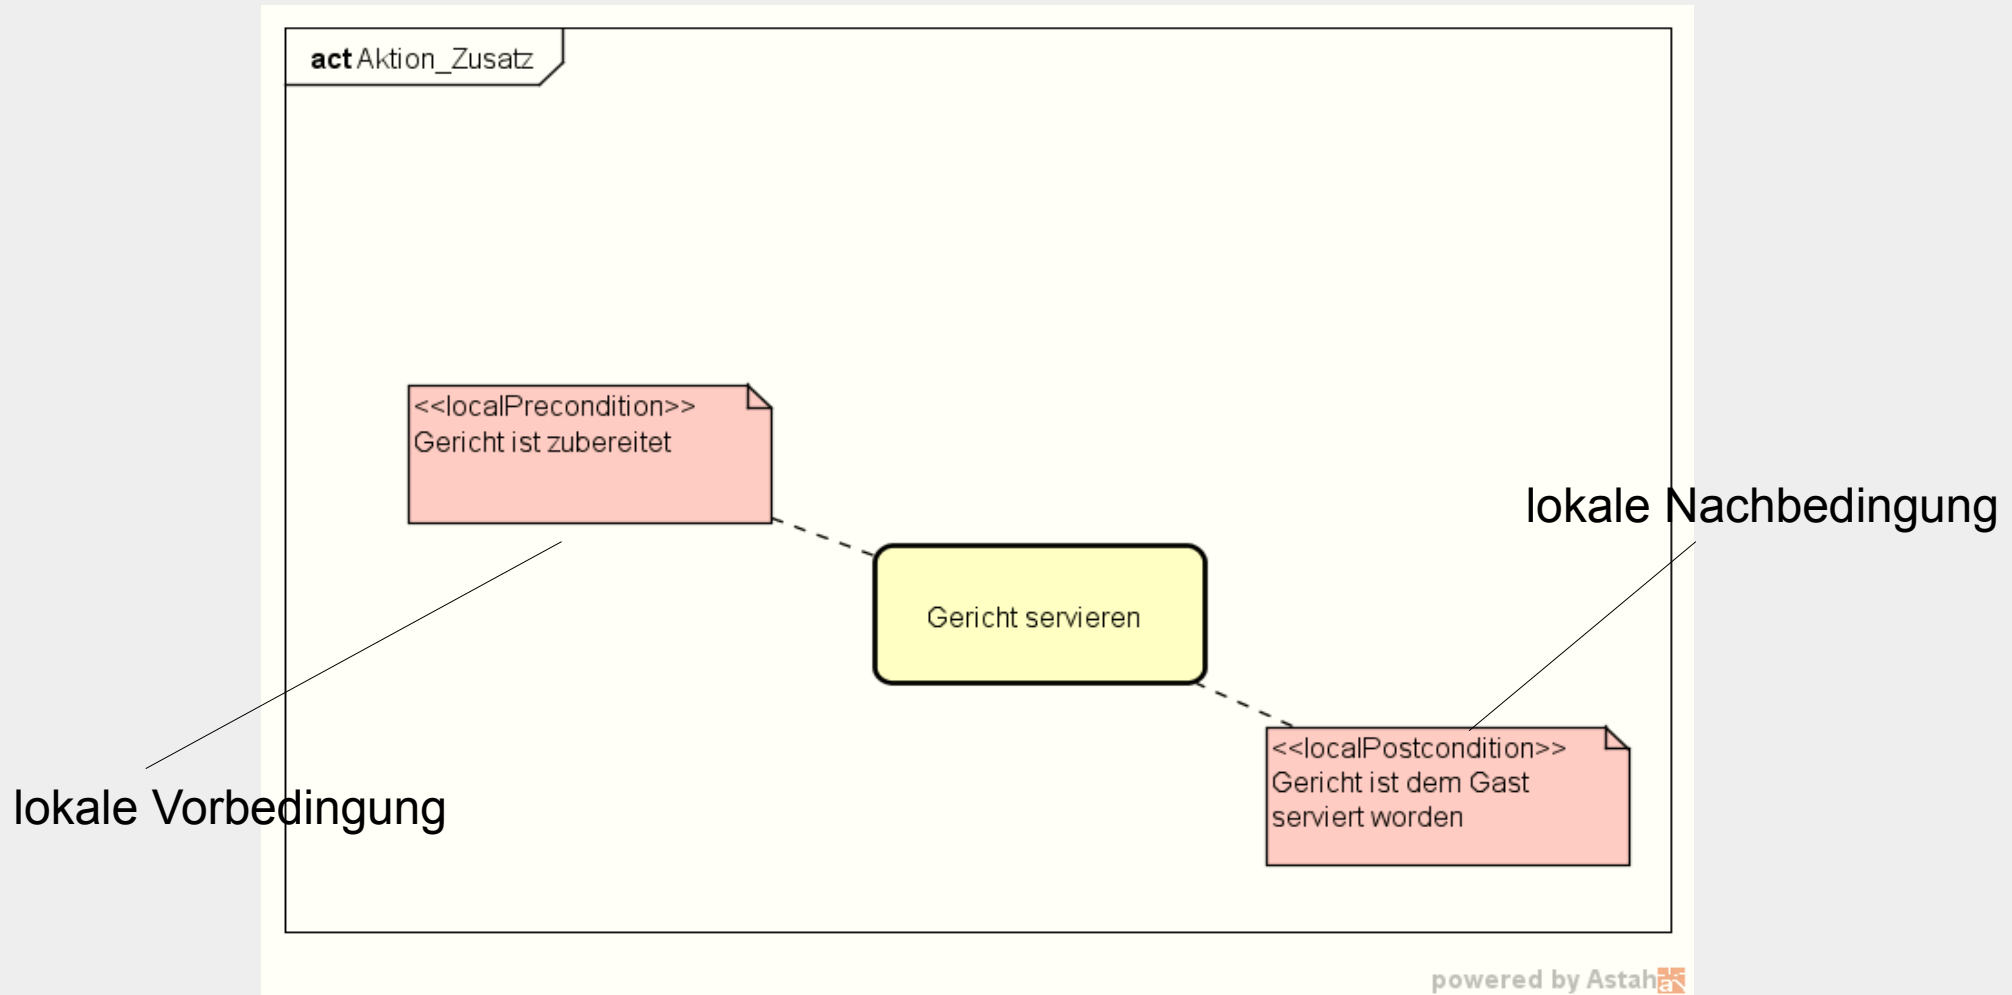 act Aktion_Zusatz
<<localPrecondition>>
Gericht ist zubereitet
lokale Nachbedingung
Gericht servieren
<<localPostcondition>>
Gericht ist dem Gast
serviert worden
lokale Vorbedingung
powered by Astah